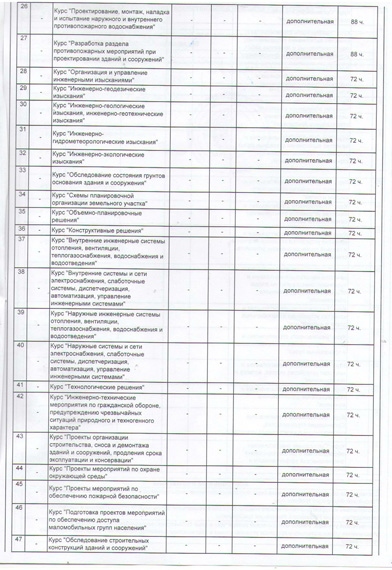 26 - Курс "Проектирование, монтаж, наладка - - - дополнительная 88 ч.
и испытание наружного и внутреннего
противопожарного водоснабжения"
27 - Курс "Разработка раздела - - - дополнительная 88 ч.
противопожарных мероприятий при
проектировании зданий и сооружений"
28 - Курс "Организация и управление - - - дополнительная 72 ч.
инженерными изысканиями"
29 - Курс "Инженерно-геодезические - - - дополнительная 72 ч.
изыскания"
30 - Курс "Инженерно-геологические - - - дополнительная 72 ч.
изыскания, инженерно-геотехнические
изыскания"
31 - Курс "Инженерно- - - - дополнительная 72 ч.
гидрометеорологические изыскания"
32 - Курс "Инженерно-экологические - - - дополнительная 72 ч.
изыскания"
33 - Курс "Обследование состояния грунтов - - - дополнительная 72 ч.
основания здания и сооружения"
34 - Курс "Схемы планировочной - - - дополнительная 72 ч.
организации земельного участка"
35 - Курс "Объемно-планировочные - - - дополнительная 72 ч.
решения"
36 - Курс "Конструктивные решения" - - - дополнительная 72 ч.
37 - Курс "Внутренние инженерные системы - - - дополнительная 72 ч.
отопления, вентиляции,
теплогазоснабжения, водоснабжения и
водоотведения"
38 - Курс "Внутренние системы и сети - - - дополнительная 72 ч.
электроснабжения, слаботочные
системы, диспетчеризация,
автоматизация, управление
инженерными системами"
39 - Курс "Наружные инженерные системы - - - дополнительная 72 ч.
отопления, вентиляции,
теплогазоснабжения, водоснабжения и
водоотведения"
40 - Курс "Наружные системы и сети - - - дополнительная 72 ч.
электроснабжения, слаботочные
системы, диспетчеризация,
автоматизация, управление
инженерными системами"
41 - Курс "Технологические решения" - - - дополнительная 72 ч.
42 - Курс "Инженерно-технические - - - дополнительная 72 ч.
мероприятия по гражданской обороне,
предупреждению чрезвычайных
ситуаций природного и техногенного
характера"
43 - Курс "Проекты организации - - - дополнительная 72 ч.
строительства, сноса и демонтажа
зданий и сооружений, продления срока
эксплуатации и консервации"
44 - Курс "Проекты мероприятий по охране - - - дополнительная 72 ч.
окружающей среды"
45 - Курс "Проекты мероприятий по - - - дополнительная 72 ч.
обеспечению пожарной безопасности"
46 - Курс "Подготовка проектов мероприятий - - - дополнительная 72 ч.
по обеспечению доступа
маломобильных групп населения"
47 - Курс "Обследование строительных - - - дополнительная 72 ч.
конструкций зданий и сооружений"